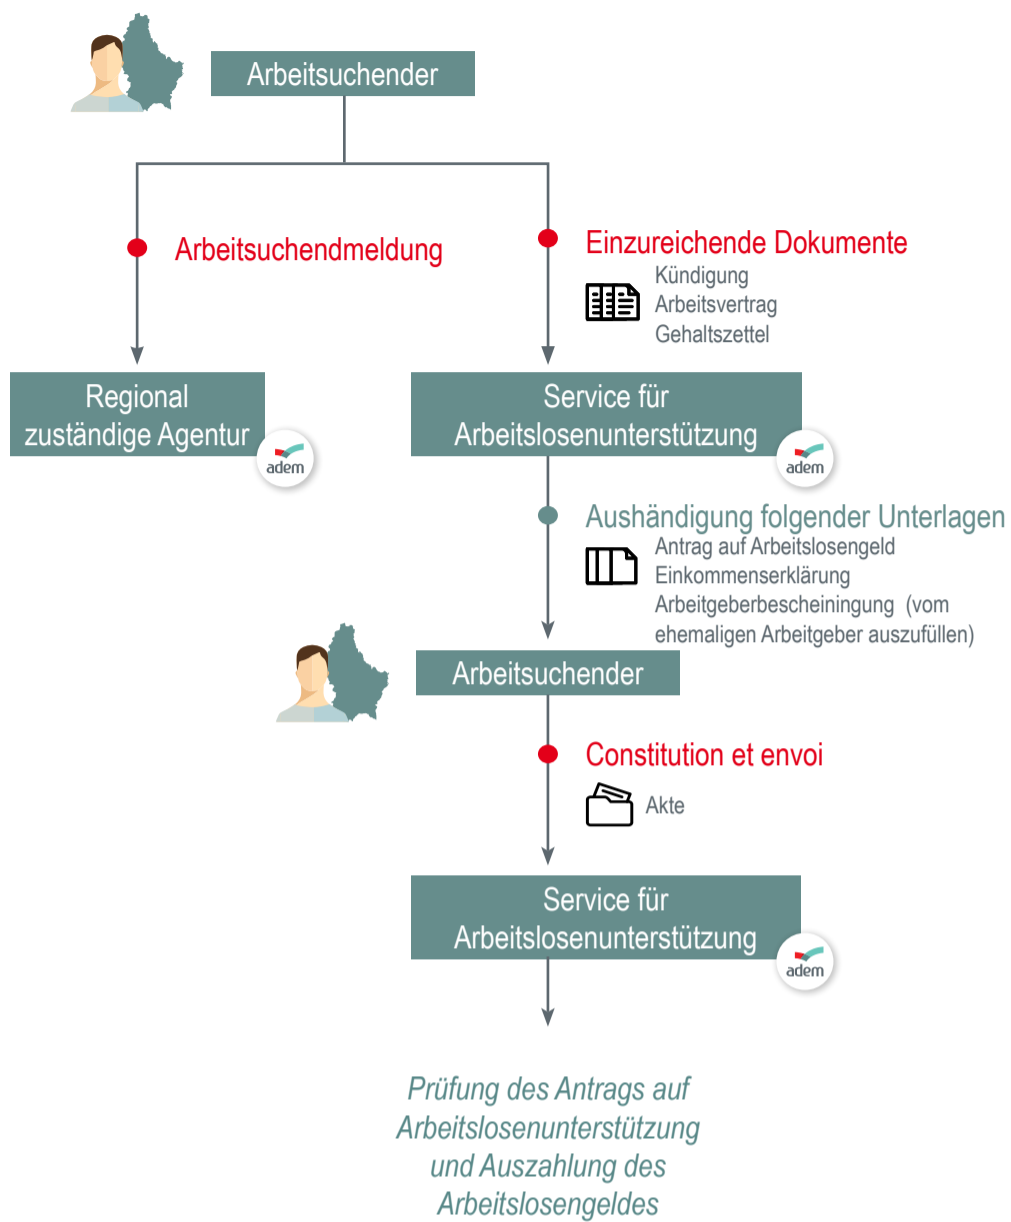 Arbeitsuchender
Arbeitsuchendmeldung
Einzureichende Dokumente
Kündigung
Arbeitsvertrag
Gehaltszettel
Regional
zuständige Agentur
adem
Service für
Arbeitslosenunterstützung
adem
Aushändigung folgender Unterlagen
Antrag auf Arbeitslosengeld
Einkommenserklärung
Arbeitgeberbescheiningung (vom
ehemaligen Arbeitgeber auszufüllen)
Arbeitsuchender
Constitution et envoi
Akte
Service für
Arbeitslosenunterstützung
adem
Prüfung des Antrags auf
Arbeitslosenunterstützung
und Auszahlung des
Arbeitslosengeldes